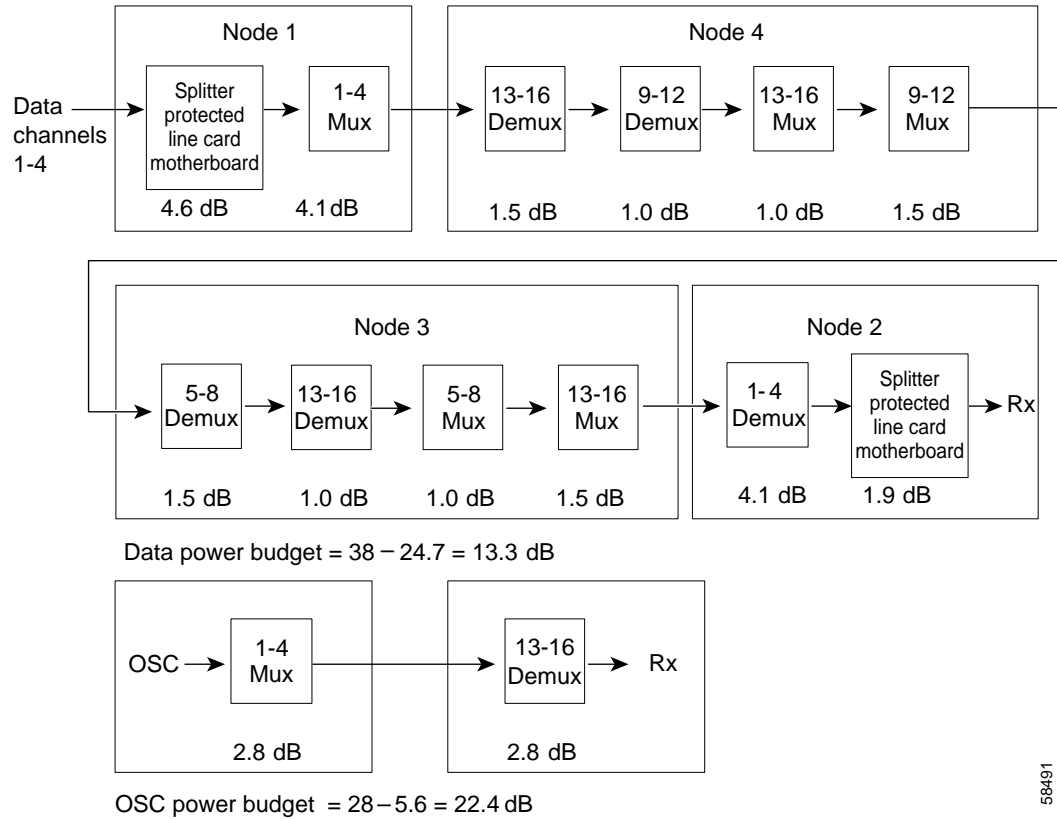 Node 1
Data
channels
1-4
Splitter
protected
line card
motherboard
4.6 dB
1-4
Mux
4.1 dB
Node 4
13-16
Demux
1.5 dB
9-12
Demux
1.0 dB
13-16
Mux
1.0 dB
9-12
Mux
1.5 dB
Node 3
5-8
Demux
1.5 dB
13-16
Demux
1.0 dB
5-8
Mux
1.0 dB
13-16
Mux
1.5 dB
Node 2
1-4
Demux
4.1 dB
Splitter
protected
line card
motherboard
1.9 dB
Rx
Data power budget = 38 – 24.7 = 13.3 dB
OSC
1-4
Mux
2.8 dB
13-16
Demux
2.8 dB
Rx
OSC power budget = 28 – 5.6 = 22.4 dB
58491